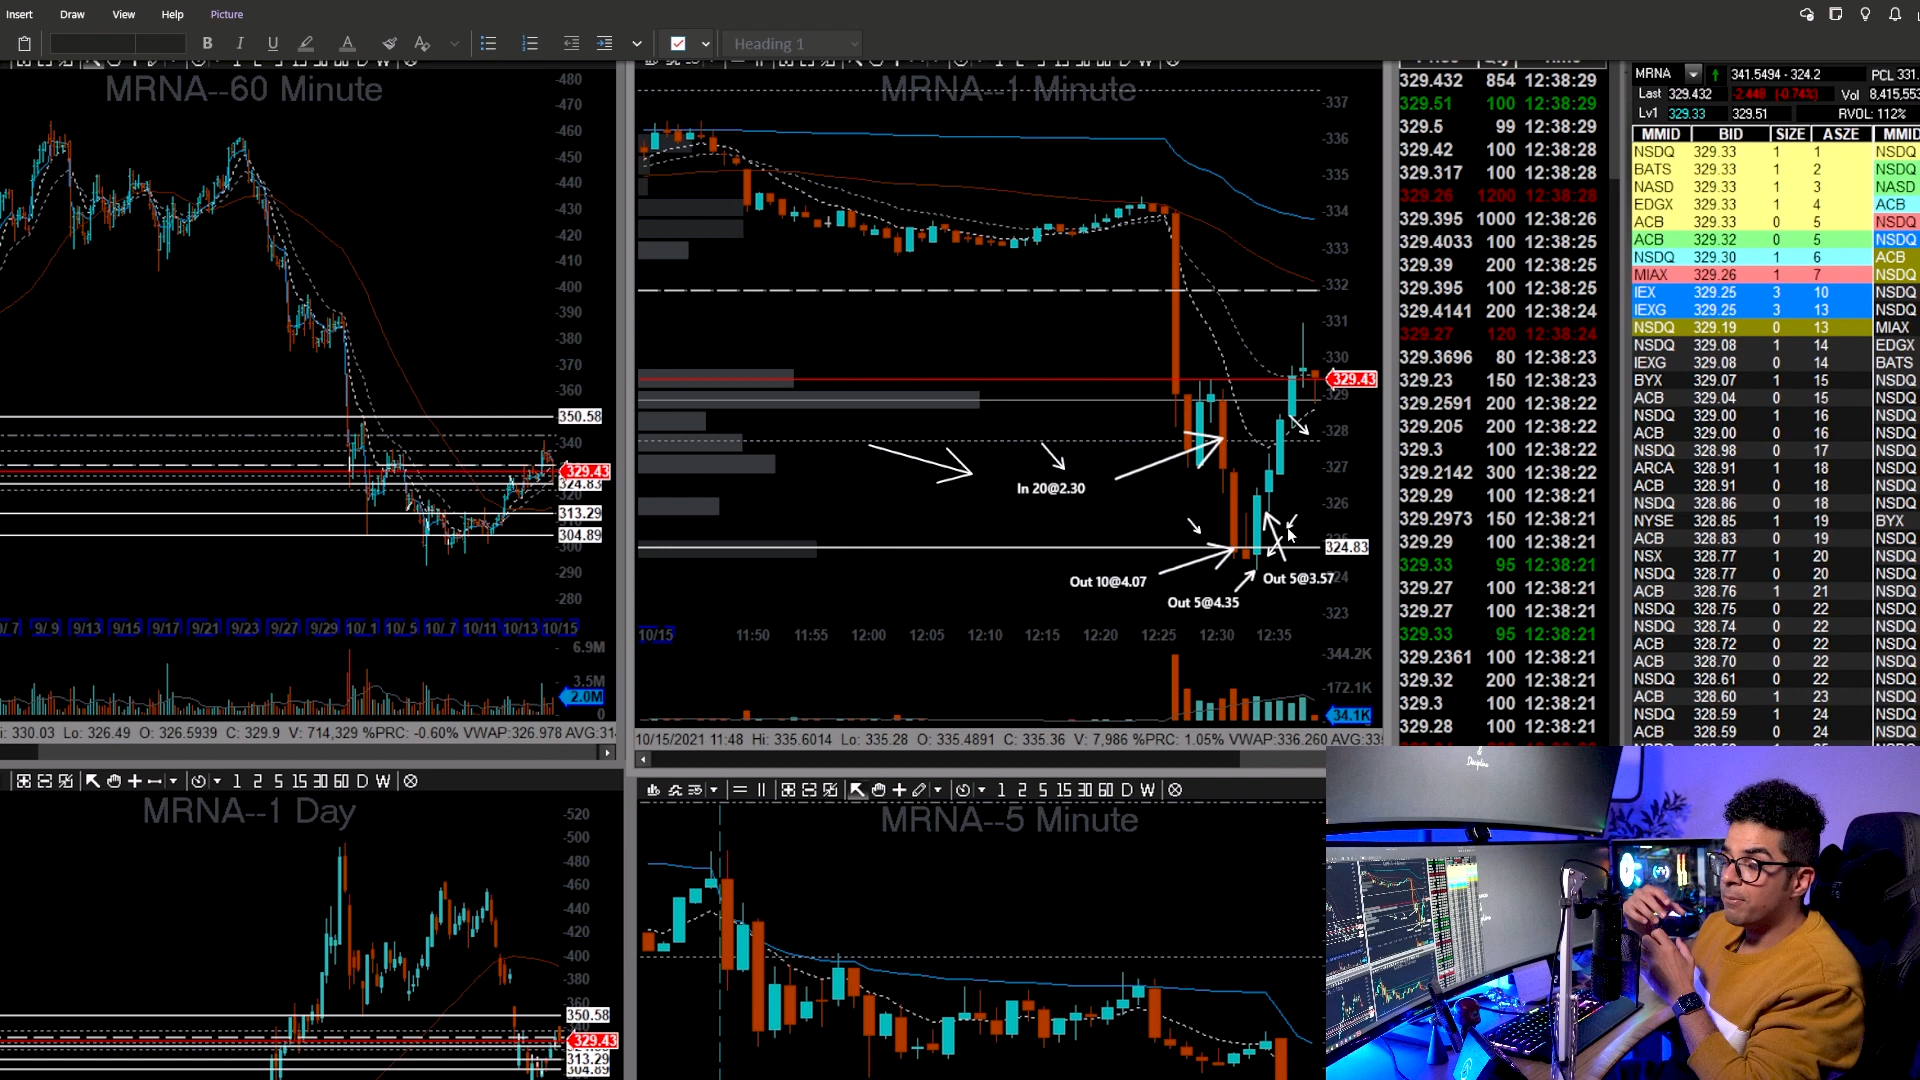 Insert Draw View Help Picture
B I U A Heading 1
MRNA--60 Minute
480
470
460
450
440
430
420
410
400
390
380
370
360
350.58
340
329.43
324.83
320
313.29
304.89
300
290
280
9/ 9 9/13 9/15 9/17 9/21 9/23 9/27 9/29 10/ 1 10/ 5 10/ 7 10/11 10/13 10/15
6.9M
3.5M
2.0M
0
i: 330.03 Lo: 326.49 O: 326.5939 C: 329.9 V: 714,329 %PRC: -0.60% VWAP:326.978 AVG:31
MRNA--1 Minute
337
336
335
334
333
332
331
330
329.43
329
328
327
326
324.83
324
323
In 20@2.30
Out 10@4.07
Out 5@4.35
Out 5@3.57
10/15 11:50 11:55 12:00 12:05 12:10 12:15 12:20 12:25 12:30 12:35
344.2K
172.1K
34.1K
10/15/2021 11:48 Hi: 335.6014 Lo: 335.28 O: 335.4891 C: 335.36 V: 7,986 %PRC: 1.05% VWAP:336.260 AVG:33
329.432 854 12:38:29
329.51 100 12:38:29
329.5 99 12:38:29
329.42 100 12:38:28
329.317 100 12:38:28
329.26 1200 12:38:28
329.395 1000 12:38:26
329.4033 100 12:38:25
329.39 200 12:38:25
329.395 100 12:38:25
329.4141 200 12:38:24
329.27 120 12:38:24
329.3696 80 12:38:23
329.23 150 12:38:23
329.2591 200 12:38:22
329.205 200 12:38:22
329.3 100 12:38:22
329.2142 300 12:38:22
329.29 100 12:38:21
329.2973 150 12:38:21
329.29 100 12:38:21
329.33 95 12:38:21
329.27 100 12:38:21
329.27 100 12:38:21
329.33 95 12:38:21
329.2361 100 12:38:21
329.32 200 12:38:21
329.3 100 12:38:21
329.28 100 12:38:21
MRNA 341.5494 - 324.2 PCL 331.
Last 329.432 -2.448 (-0.74%) Vol 8,415,553
Lv1 329.33 329.51 RVOL: 112%
MMID BID SIZE ASZE MMID
NSDQ 329.33 1 1 NSDQ
BATS 329.33 1 2 NSDQ
NASD 329.33 1 3 NASD
EDGX 329.33 1 4 ACB
ACB 329.33 0 5 NSDQ
ACB 329.32 0 5 NSDQ
NSDQ 329.30 1 6 ACB
MIAX 329.26 1 7 NSDQ
IEX 329.25 3 10 NSDQ
IEXG 329.25 3 13 NSDQ
NSDQ 329.19 0 13 MIAX
NSDQ 329.08 1 14 EDGX
IEXG 329.08 0 14 BATS
BYX 329.07 1 15 NSDQ
ACB 329.04 0 15 NSDQ
NSDQ 329.00 1 16 NSDQ
ACB 329.00 0 16 NSDQ
NSDQ 328.98 1 17 NSDQ
ARCA 328.91 1 18 NSDQ
ACB 328.91 0 18 NSDQ
NSDQ 328.86 0 18 NSDQ
NYSE 328.85 1 19 BYX
ACB 328.83 0 19 NSDQ
NSX 328.77 1 20 NSDQ
NSDQ 328.77 0 20 NSDQ
ACB 328.76 1 21 NSDQ
NSDQ 328.75 0 22 NSDQ
NSDQ 328.74 0 22 NSDQ
ACB 328.72 0 22 NSDQ
ACB 328.70 0 22 NSDQ
NSDQ 328.61 0 22 NSDQ
ACB 328.60 1 23 NSDQ
NSDQ 328.59 1 24 NSDQ
ACB 328.59 0 24 NSDQ
1 2 5 15 30 60 D W
MRNA--1 Day
520
500
480
460
440
420
400
380
360
350.58
329.43
313.29
304.89
1 2 5 15 30 60 D W
MRNA--5 Minute
Discipline